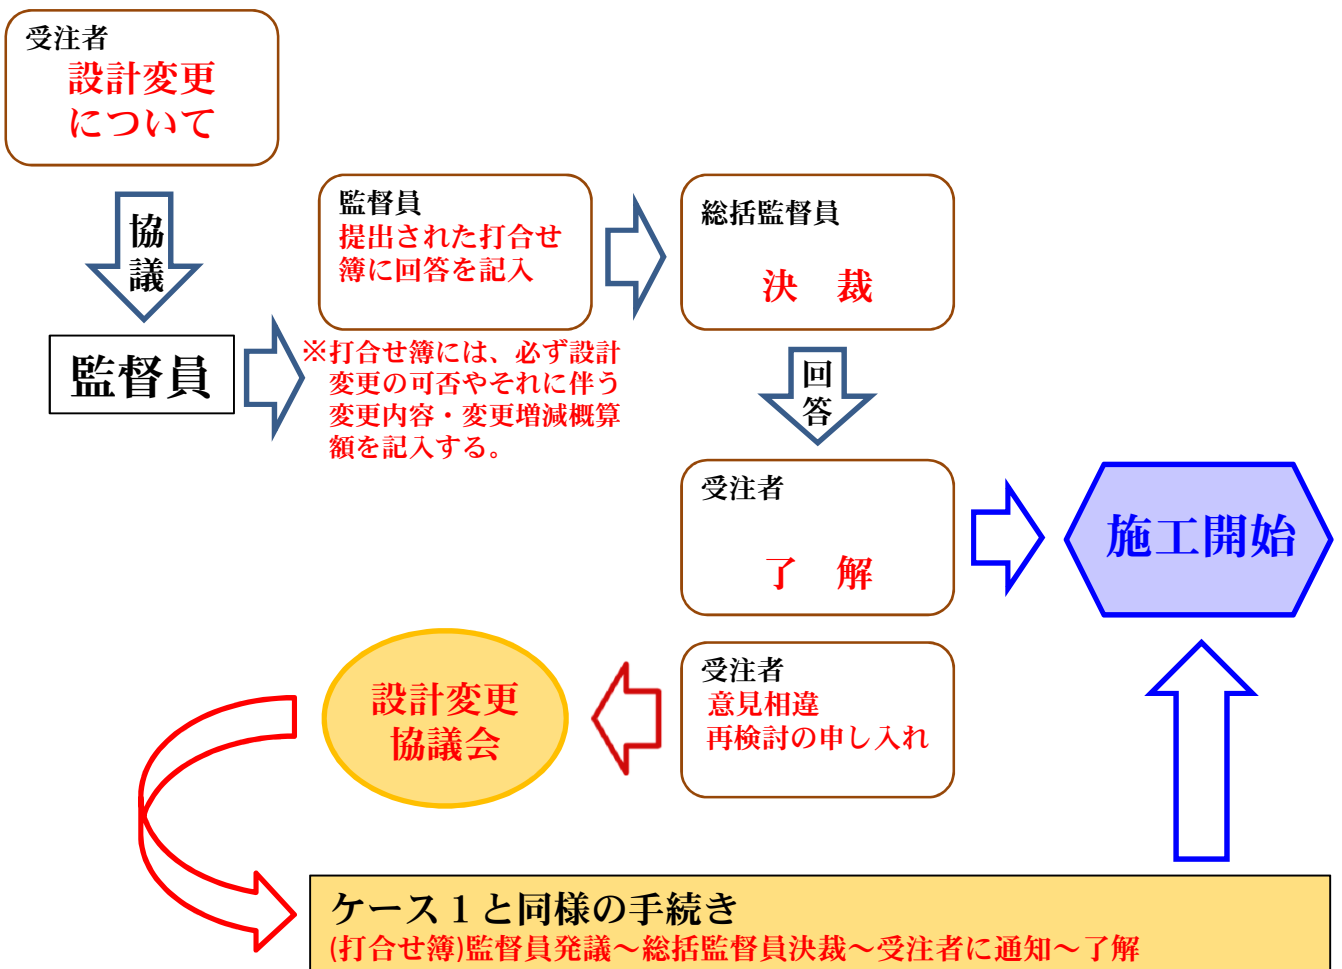 受注者
設計変更
について
協
議
監督員
監督員
提出された打合せ
簿に回答を記入
※打合せ簿には、必ず設計
変更の可否やそれに伴う
変更内容・変更増減概算
額を記入する。
総括監督員
決　裁
回
答
受注者
了　解
施工開始
受注者
意見相違
再検討の申し入れ
設計変更
協議会
ケース１と同様の手続き
(打合せ簿)監督員発議～総括監督員決裁～受注者に通知～了解